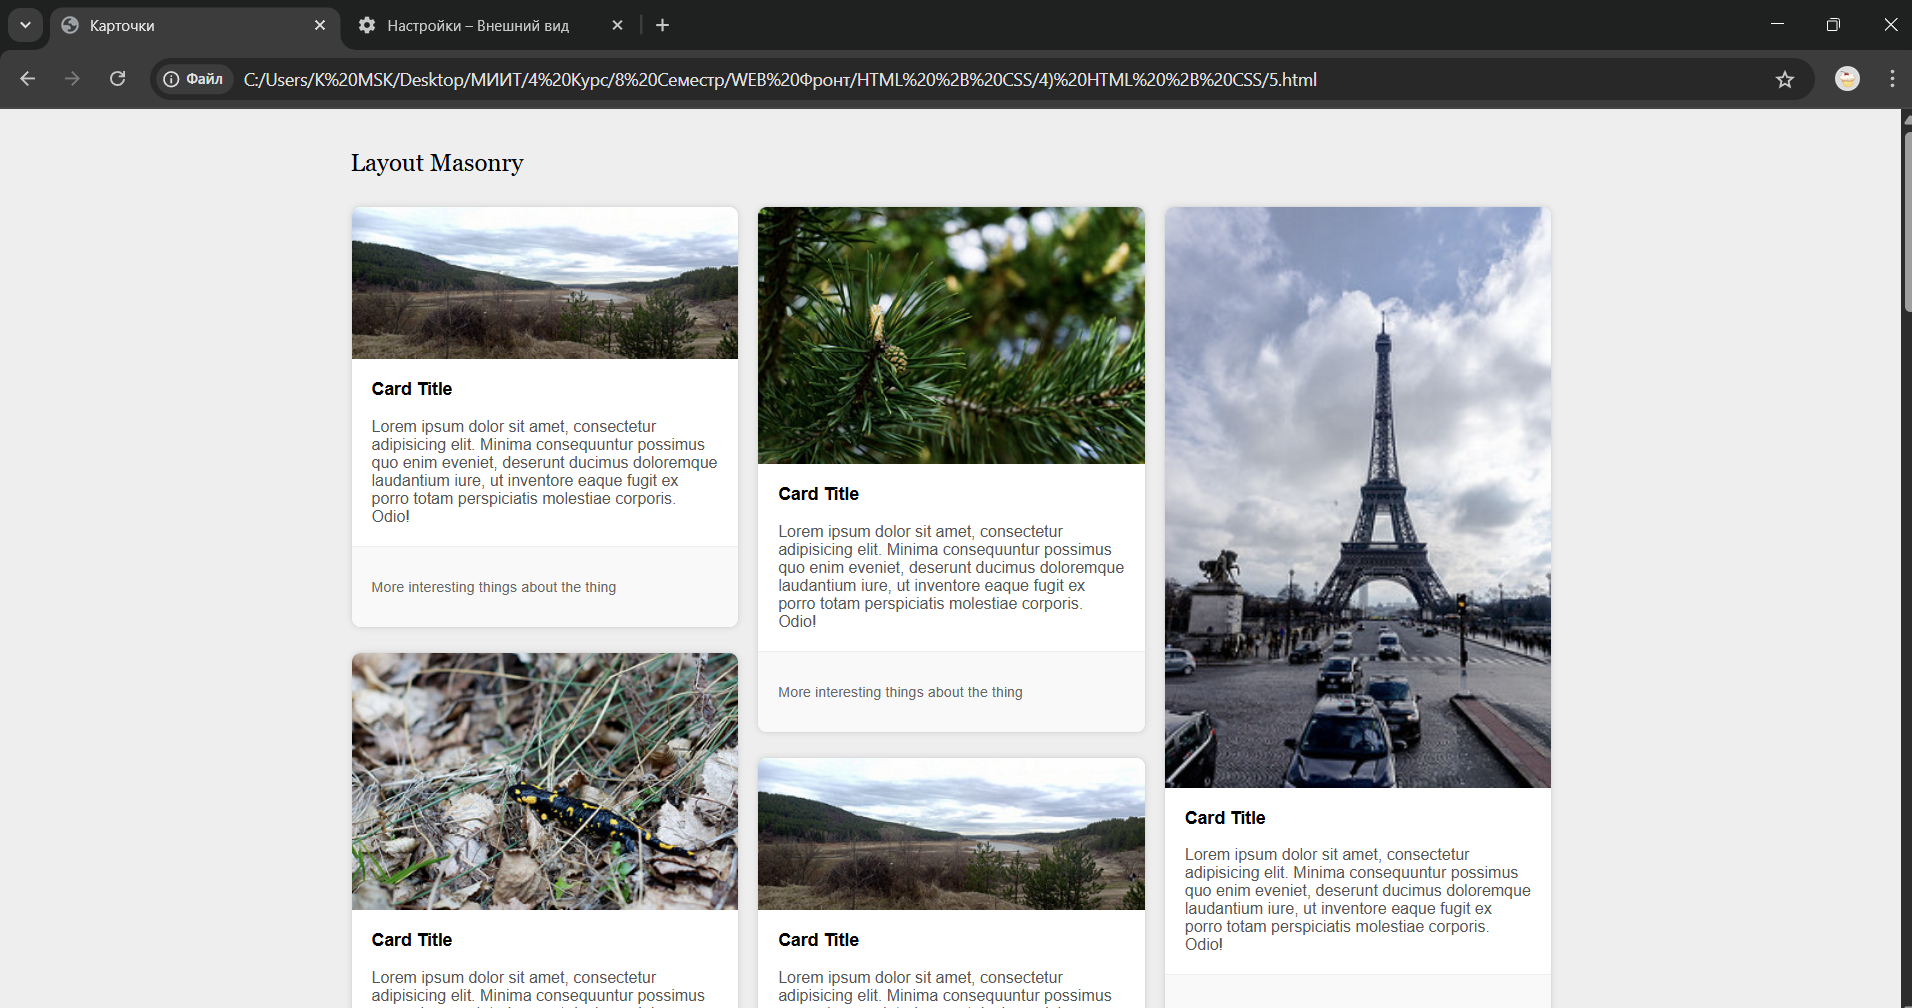 Карточки
Настройки – Внешний вид
Файл
C:/Users/K%20MSK/Desktop/МИИТ/4%20Курс/8%20Семестр/WEB%20Фронт/HTML%20%2B%20CSS/4)%20HTML%20%2B%20CSS/5.html
Layout Masonry
Card Title
Lorem ipsum dolor sit amet, consectetur
adipisicing elit. Minima consequuntur possimus
quo enim eveniet, deserunt ducimus doloremque
laudantium iure, ut inventore eaque fugit ex
porro totam perspiciatis molestiae corporis.
Odio!
More interesting things about the thing
Card Title
Lorem ipsum dolor sit amet, consectetur
adipisicing elit. Minima consequuntur possimus
Card Title
Lorem ipsum dolor sit amet, consectetur
adipisicing elit. Minima consequuntur possimus
quo enim eveniet, deserunt ducimus doloremque
laudantium iure, ut inventore eaque fugit ex
porro totam perspiciatis molestiae corporis.
Odio!
More interesting things about the thing
Card Title
Lorem ipsum dolor sit amet, consectetur
adipisicing elit. Minima consequuntur possimus
Card Title
Lorem ipsum dolor sit amet, consectetur
adipisicing elit. Minima consequuntur possimus
quo enim eveniet, deserunt ducimus doloremque
laudantium iure, ut inventore eaque fugit ex
porro totam perspiciatis molestiae corporis.
Odio!